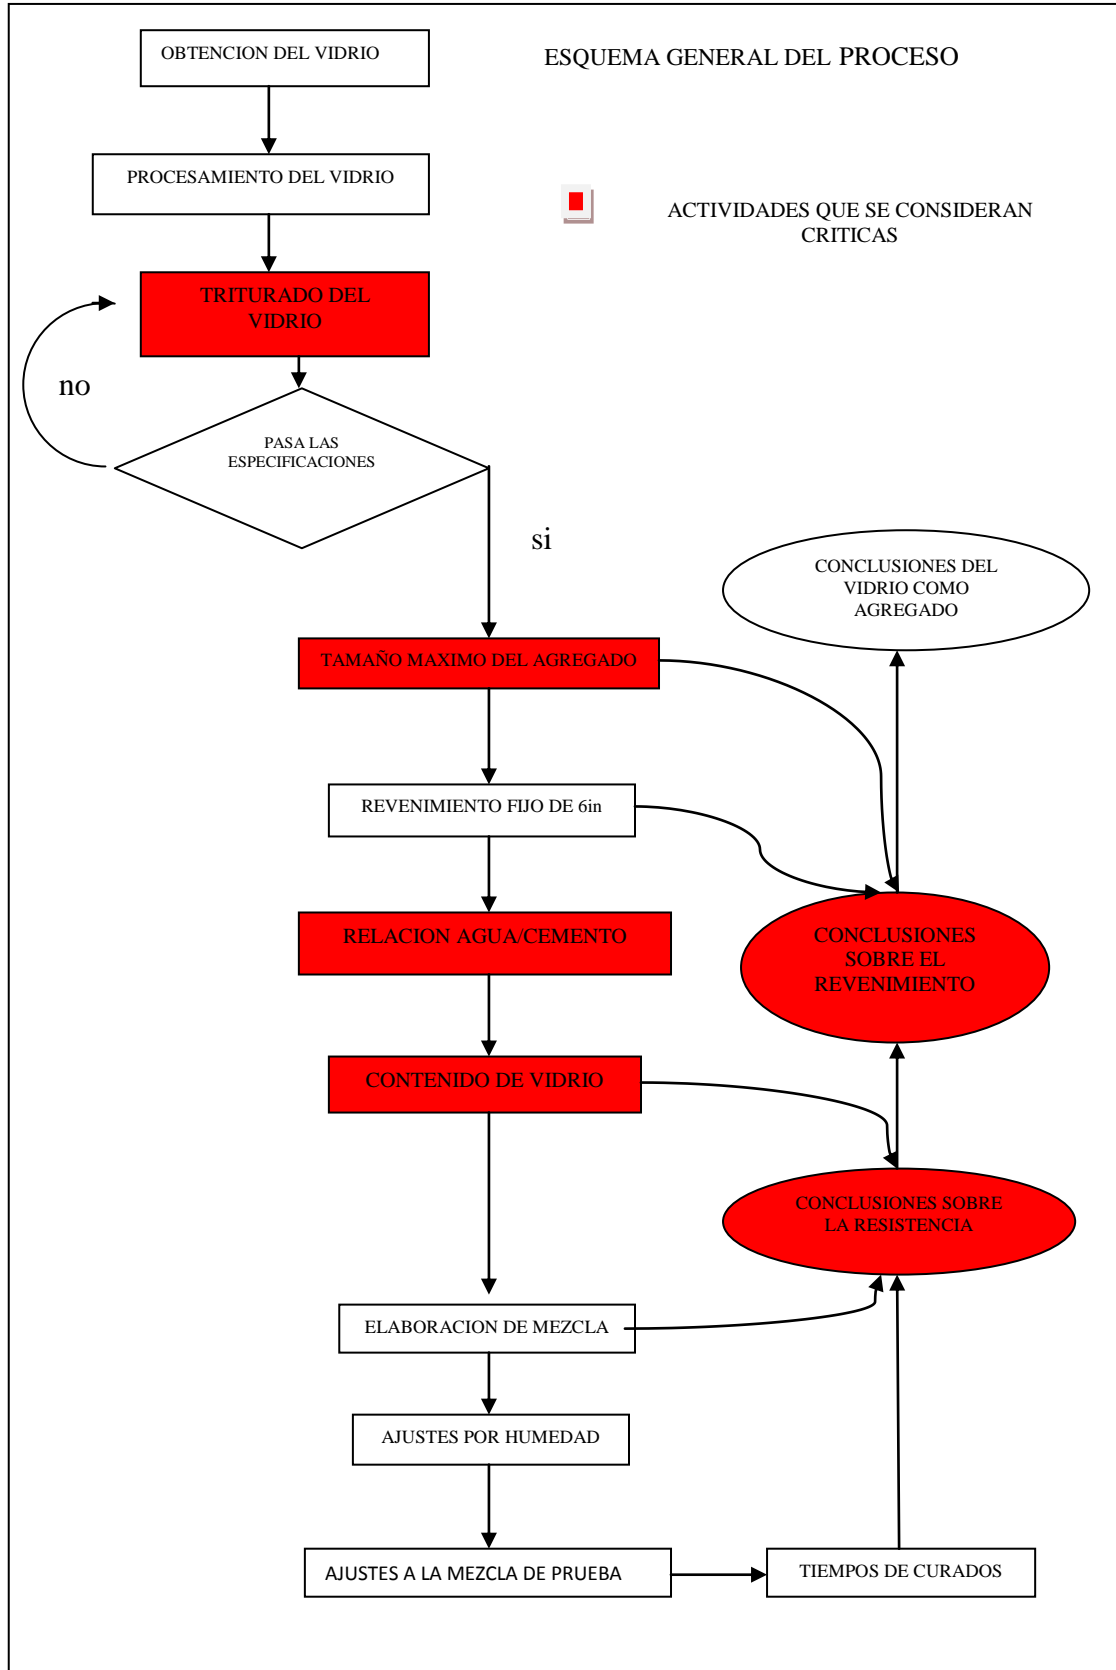 OBTENCION DEL VIDRIO
ESQUEMA GENERAL DEL PROCESO
PROCESAMIENTO DEL VIDRIO
ACTIVIDADES QUE SE CONSIDERAN
CRITICAS
TRITURADO DEL
VIDRIO
no
PASA LAS
ESPECIFICACIONES
si
CONCLUSIONES DEL
VIDRIO COMO
AGREGADO
TAMAÑO MAXIMO DEL AGREGADO
REVENIMIENTO FIJO DE 6in
RELACION AGUA/CEMENTO
CONCLUSIONES
SOBRE EL
REVENIMIENTO
CONTENIDO DE VIDRIO
CONCLUSIONES SOBRE
LA RESISTENCIA
ELABORACION DE MEZCLA
AJUSTES POR HUMEDAD
AJUSTES A LA MEZCLA DE PRUEBA
TIEMPOS DE CURADOS